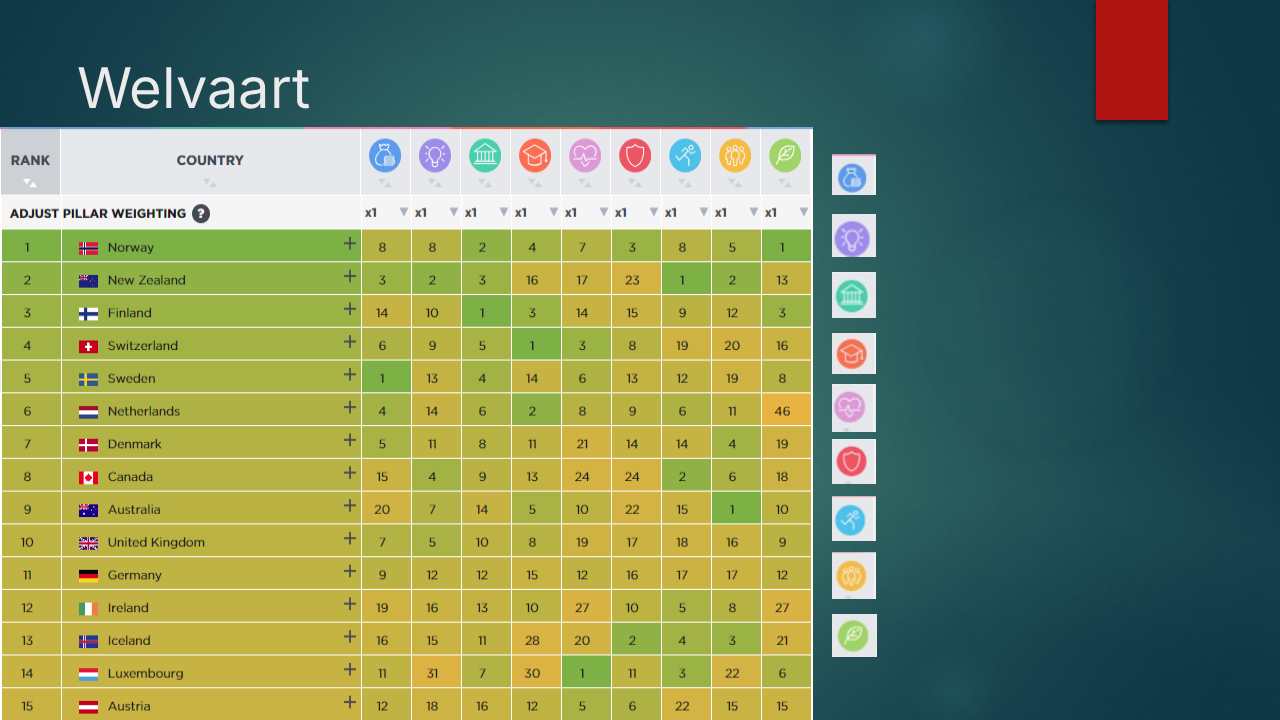 Welvaart
RANK COUNTRY
ADJUST PILLAR WEIGHTING ? x1 x1 x1 x1 x1 x1 x1 x1 x1
1 Norway + 8 8 2 4 7 3 8 5 1
2 New Zealand + 3 2 3 16 17 23 1 2 13
3 Finland + 14 10 1 3 14 15 9 12 3
4 Switzerland + 6 9 5 1 3 8 19 20 16
5 Sweden + 1 13 4 14 6 13 12 19 8
6 Netherlands + 4 14 6 2 8 9 6 11 46
7 Denmark + 5 11 8 11 21 14 14 4 19
8 Canada + 15 4 9 13 24 24 2 6 18
9 Australia + 20 7 14 5 10 22 15 1 10
10 United Kingdom + 7 5 10 8 19 17 18 16 9
11 Germany + 9 12 12 15 12 16 17 17 12
12 Ireland + 19 16 13 10 27 10 5 8 27
13 Iceland + 16 15 11 28 20 2 4 3 21
14 Luxembourg + 11 31 7 30 1 11 3 22 6
15 Austria + 12 18 16 12 5 6 22 15 15